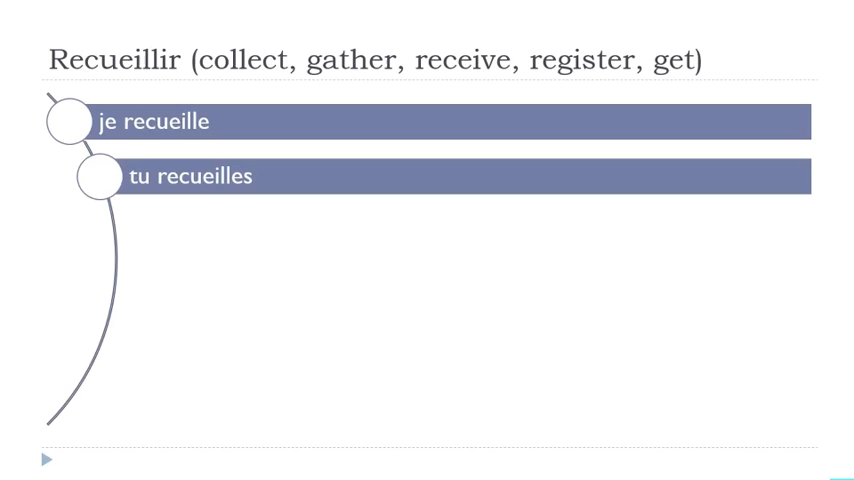 Recueillir (collect, gather, receive, register, get)
je recueille
tu recueilles